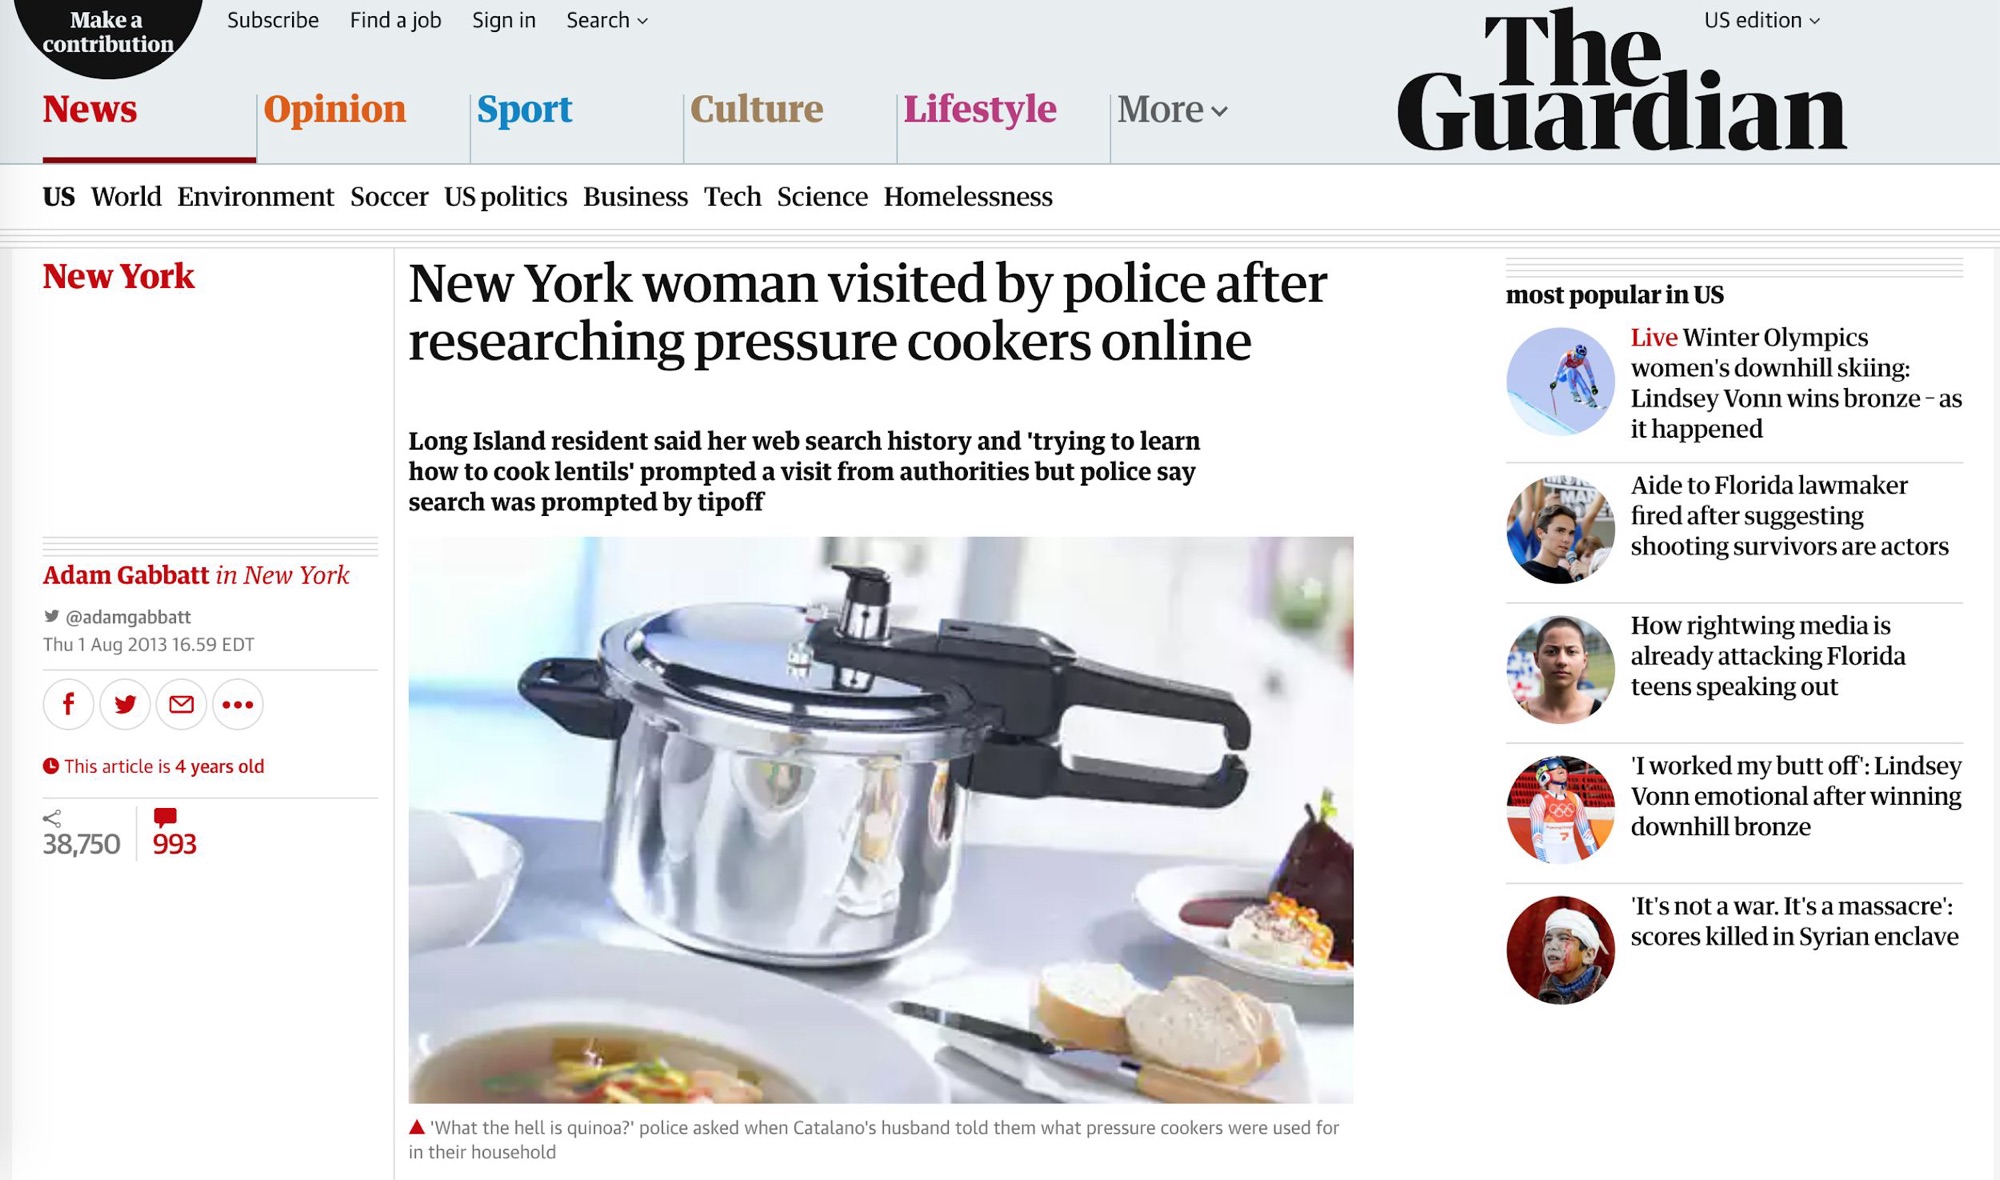 Make a
contribution
Subscribe Find a job Sign in Search
US edition
The
Guardian
News Opinion Sport Culture Lifestyle More
US World Environment Soccer US politics Business Tech Science Homelessness
New York
New York woman visited by police after
researching pressure cookers online
Long Island resident said her web search history and 'trying to learn
how to cook lentils' prompted a visit from authorities but police say
search was prompted by tipoff
Adam Gabbatt in New York
@adamgabbatt
Thu 1 Aug 2013 16.59 EDT
This article is 4 years old
38,750 993
'What the hell is quinoa?' police asked when Catalano's husband told them what pressure cookers were used for
in their household
most popular in US
Live Winter Olympics
women's downhill skiing:
Lindsey Vonn wins bronze – as
it happened
Aide to Florida lawmaker
fired after suggesting
shooting survivors are actors
How rightwing media is
already attacking Florida
teens speaking out
'I worked my butt off': Lindsey
Vonn emotional after winning
downhill bronze
'It's not a war. It's a massacre':
scores killed in Syrian enclave